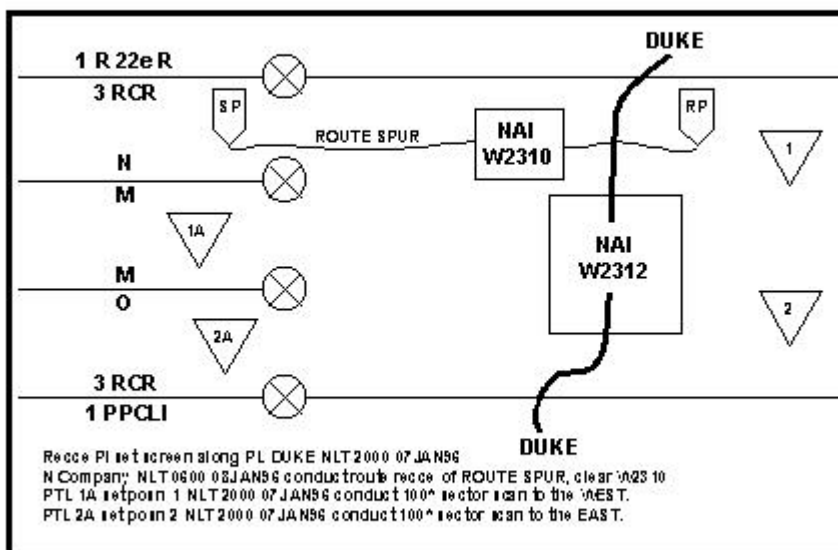 DUKE
1 R 22e R
3 RCR
SP
RP
ROUTE SPUR
NAI
W2310
1
N
M
1A
NAI
W2312
M
O
2A
2
3 RCR
1 PPCLI
DUKE
Recce Pl set screen along PL DUKE NLT 2000 07 JAN96
N Company NLT 0600 08JAN96 conduct route recce of ROUTE SPUR, clear W2310
PTL 1A set 1 NLT 2000 07 JAN96 conduct 100* sector scan to the WEST.
PTL 2A set 2 NLT 2000 07 JAN96 conduct 100* sector scan to the EAST.